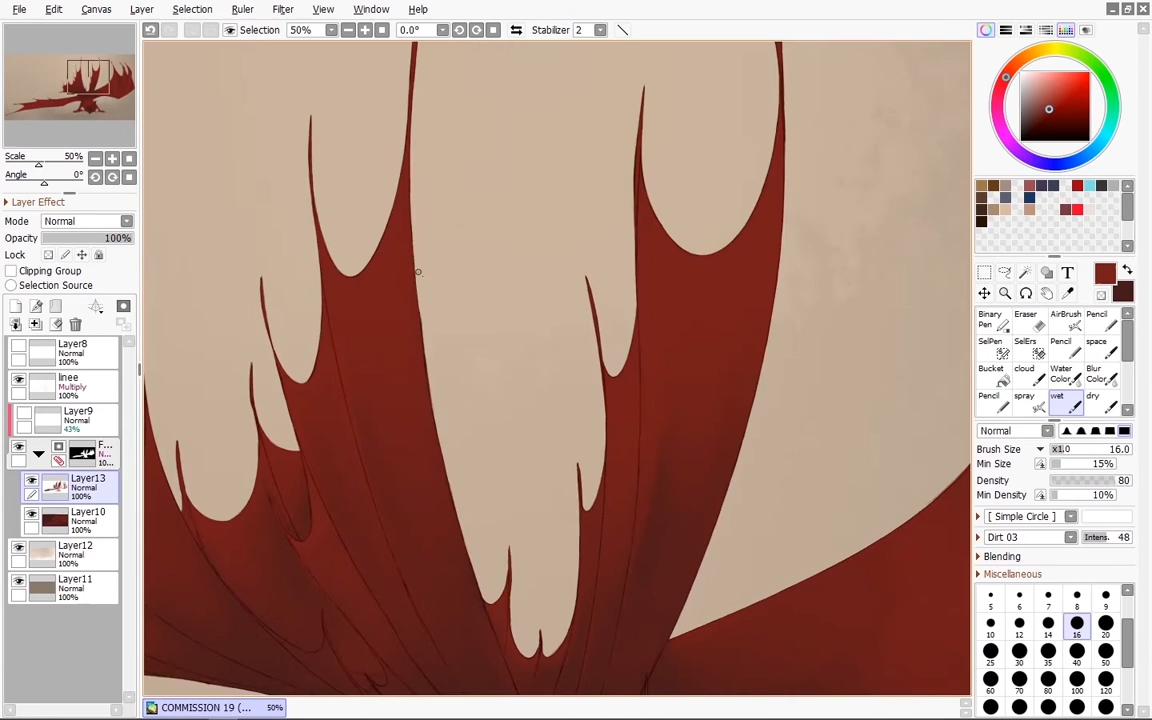 File Edit Canvas Layer Selection Ruler Filter View Window Help
Selection 50% 0.0° Stabilizer 2
Scale 50%
Angle 0°
Layer Effect
Mode Normal
Opacity 100%
Lock
Clipping Group
Selection Source
Layer8
Normal
100%
linee
Multiply
100%
Layer9
Normal
43%
F...
N...
10...
Layer13
Normal
100%
Layer10
Normal
100%
Layer12
Normal
100%
Layer11
Normal
100%
COMMISSION 19 (... 50%
T
Binary Pen Eraser AirBrush Pencil
SelPen SelErs Pencil space
Bucket cloud Water Color Blur Color
Pencil spray wet dry
Normal
Brush Size x1.0 16.0
Min Size 15%
Density 80
Min Density 10%
[ Simple Circle ]
Dirt 03 Intens. 48
Blending
Miscellaneous
5 6 7 8 9
10 12 14 16 20
25 30 35 40 50
60 70 80 100 120